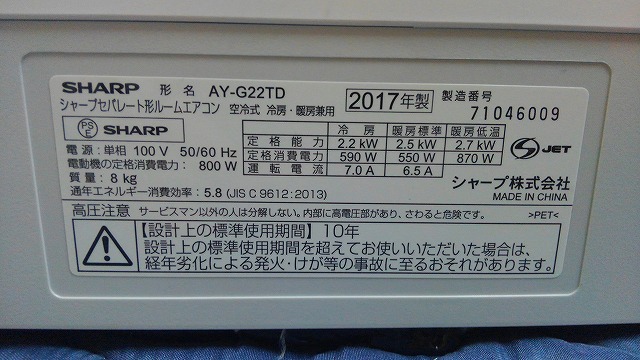 SHARP 形名 AY-G22TD 2017年製 製造番号
シャープセパレート形ルームエアコン 空冷式 冷房・暖房兼用 71046009
PS E SHARP
電源:単相 100 V 50/60 Hz
電動機の定格消費電力: 800 W
質量:8 kg
通年エネルギー消費効率:5.8 (JIS C 9612:2013)
冷房 暖房標準 暖房低温
定格能力 2.2 kW 2.5 kW 2.7 kW
定格消費電力 590 W 550 W 870 W
運転電流 7.0 A 6.5 A
JET
シャープ株式会社
MADE IN CHINA
高圧注意 サービスマン以外の人は分解しない。内部に高電圧部があり、さわると危険です。 >PET<
【設計上の標準使用期間】10年
設計上の標準使用期間を超えてお使いいただいた場合は、
経年劣化による発火・けが等の事故に至るおそれがあります。